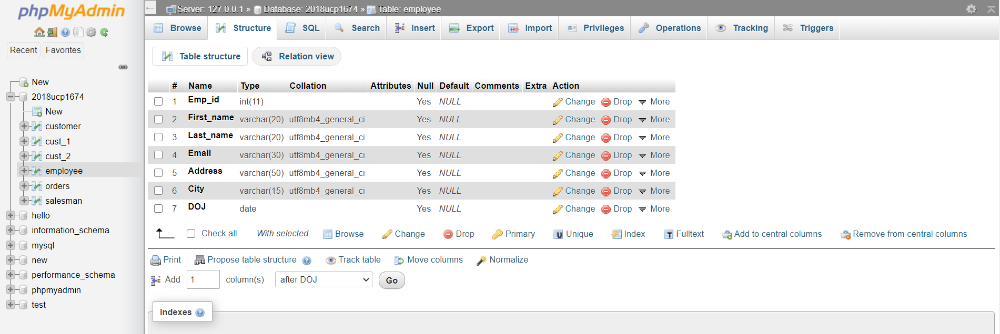 phpMyAdmin
Recent Favorites
New
2018ucp1674
New
customer
cust_1
cust_2
employee
orders
salesman
hello
information_schema
mysql
new
performance_schema
phpmyadmin
test
Server: 127.0.0.1 » Database: 2018ucp1674 » Table: employee
Browse Structure SQL Search Insert Export Import Privileges Operations Tracking Triggers
Table structure Relation view
# Name Type Collation Attributes Null Default Comments Extra Action
1 Emp_id int(11) Yes NULL Change Drop More
2 First_name varchar(20) utf8mb4_general_ci Yes NULL Change Drop More
3 Last_name varchar(20) utf8mb4_general_ci Yes NULL Change Drop More
4 Email varchar(30) utf8mb4_general_ci Yes NULL Change Drop More
5 Address varchar(50) utf8mb4_general_ci Yes NULL Change Drop More
6 City varchar(15) utf8mb4_general_ci Yes NULL Change Drop More
7 DOJ date Yes NULL Change Drop More
Check all With selected: Browse Change Drop Primary Unique Index Fulltext Add to central columns Remove from central columns
Print Propose table structure Track table Move columns Normalize
Add 1 column(s) after DOJ Go
Indexes